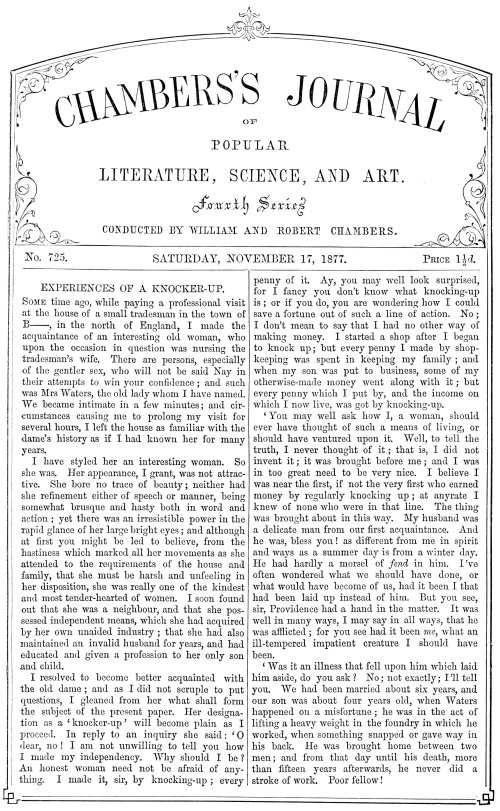 CHAMBERS'S JOURNAL
OF
POPULAR
LITERATURE, SCIENCE, AND ART.
Fourth Series
CONDUCTED BY WILLIAM AND ROBERT CHAMBERS.
No. 725. SATURDAY, NOVEMBER 17, 1877. PRICE 1½d.
EXPERIENCES OF A KNOCKER-UP.
SOME time ago, while paying a professional visit
at the house of a small tradesman in the town of
B——, in the north of England, I made the
acquaintance of an interesting old woman, who
upon the occasion in question was nursing the
tradesman's wife. There are persons, especially
of the gentler sex, who will not be said Nay in
their attempts to win your confidence; and such
was Mrs Waters, the old lady whom I have named.
We became intimate in a few minutes; and cir-
cumstances causing me to prolong my visit for
several hours, I left the house as familiar with the
dame's history as if I had known her for many
years.
I have styled her an interesting woman. So
she was. Her appearance, I grant, was not attrac-
tive. She bore no trace of beauty; neither had
she refinement either of speech or manner, being
somewhat brusque and hasty both in word and
action; yet there was an irresistible power in the
rapid glance of her large bright eyes; and although
at first you might be led to believe, from the
hastiness which marked all her movements as she
attended to the requirements of the house and
family, that she must be harsh and unfeeling in
her disposition, she was really one of the kindest
and most tender-hearted of women. I soon found
out that she was a neighbour, and that she pos-
sessed independent means, which she had acquired
by her own unaided industry; that she had also
maintained an invalid husband for years, and had
educated and given a profession to her only son
and child.
I resolved to become better acquainted with
the old dame; and as I did not scruple to put
questions, I gleaned from her what shall form
the subject of the present paper. Her designa-
tion as a 'knocker-up' will become plain as I
proceed. In reply to an inquiry she said: 'O
dear, no! I am not unwilling to tell you how
I made my independency. Why should I be?
An honest woman need not be afraid of any-
thing. I made it, sir, by knocking-up; every
penny of it. Ay, you may well look surprised,
for I fancy you don't know what knocking-up
is; or if you do, you are wondering how I could
save a fortune out of such a line of action. No;
I don't mean to say that I had no other way of
making money. I started a shop after I began
to knock up; but every penny I made by shop-
keeping was spent in keeping my family; and
when my son was put to business, some of my
otherwise-made money went along with it; but
every penny which I put by, and the income on
which I now live, was got by knocking-up.
'You may well ask how I, a woman, should
ever have thought of such a means of living, or
should have ventured upon it. Well, to tell the
truth, I never thought of it; that is, I did not
invent it; it was brought before me; and I was
in too great need to be very nice. I believe I
was near the first, if not the very first who earned
money by regularly knocking up; at anyrate I
knew of none who were in that line. The thing
was brought about in this way. My husband was
a delicate man from our first acquaintance. And
he was, bless you! as different from me in spirit
and ways as a summer day is from a winter day.
He had hardly a morsel of fend in him. I've
often wondered what we should have done, or
what would have become of us, had it been I that
had been laid up instead of him. But you see,
sir, Providence had a hand in the matter. It was
well in many ways, I may say in all ways, that he
was afflicted; for you see had it been me, what an
ill-tempered impatient creature I should have
been.
'Was it an illness that fell upon him which laid
him aside, do you ask? No; not exactly; I'll tell
you. We had been married about six years, and
our son was about four years old, when Waters
happened on a misfortune; he was in the act of
lifting a heavy weight in the foundry in which he
worked, when something snapped or gave way in
his back. He was brought home between two
men; and from that day until his death, more
than fifteen years afterwards, he never did a
stroke of work. Poor fellow!